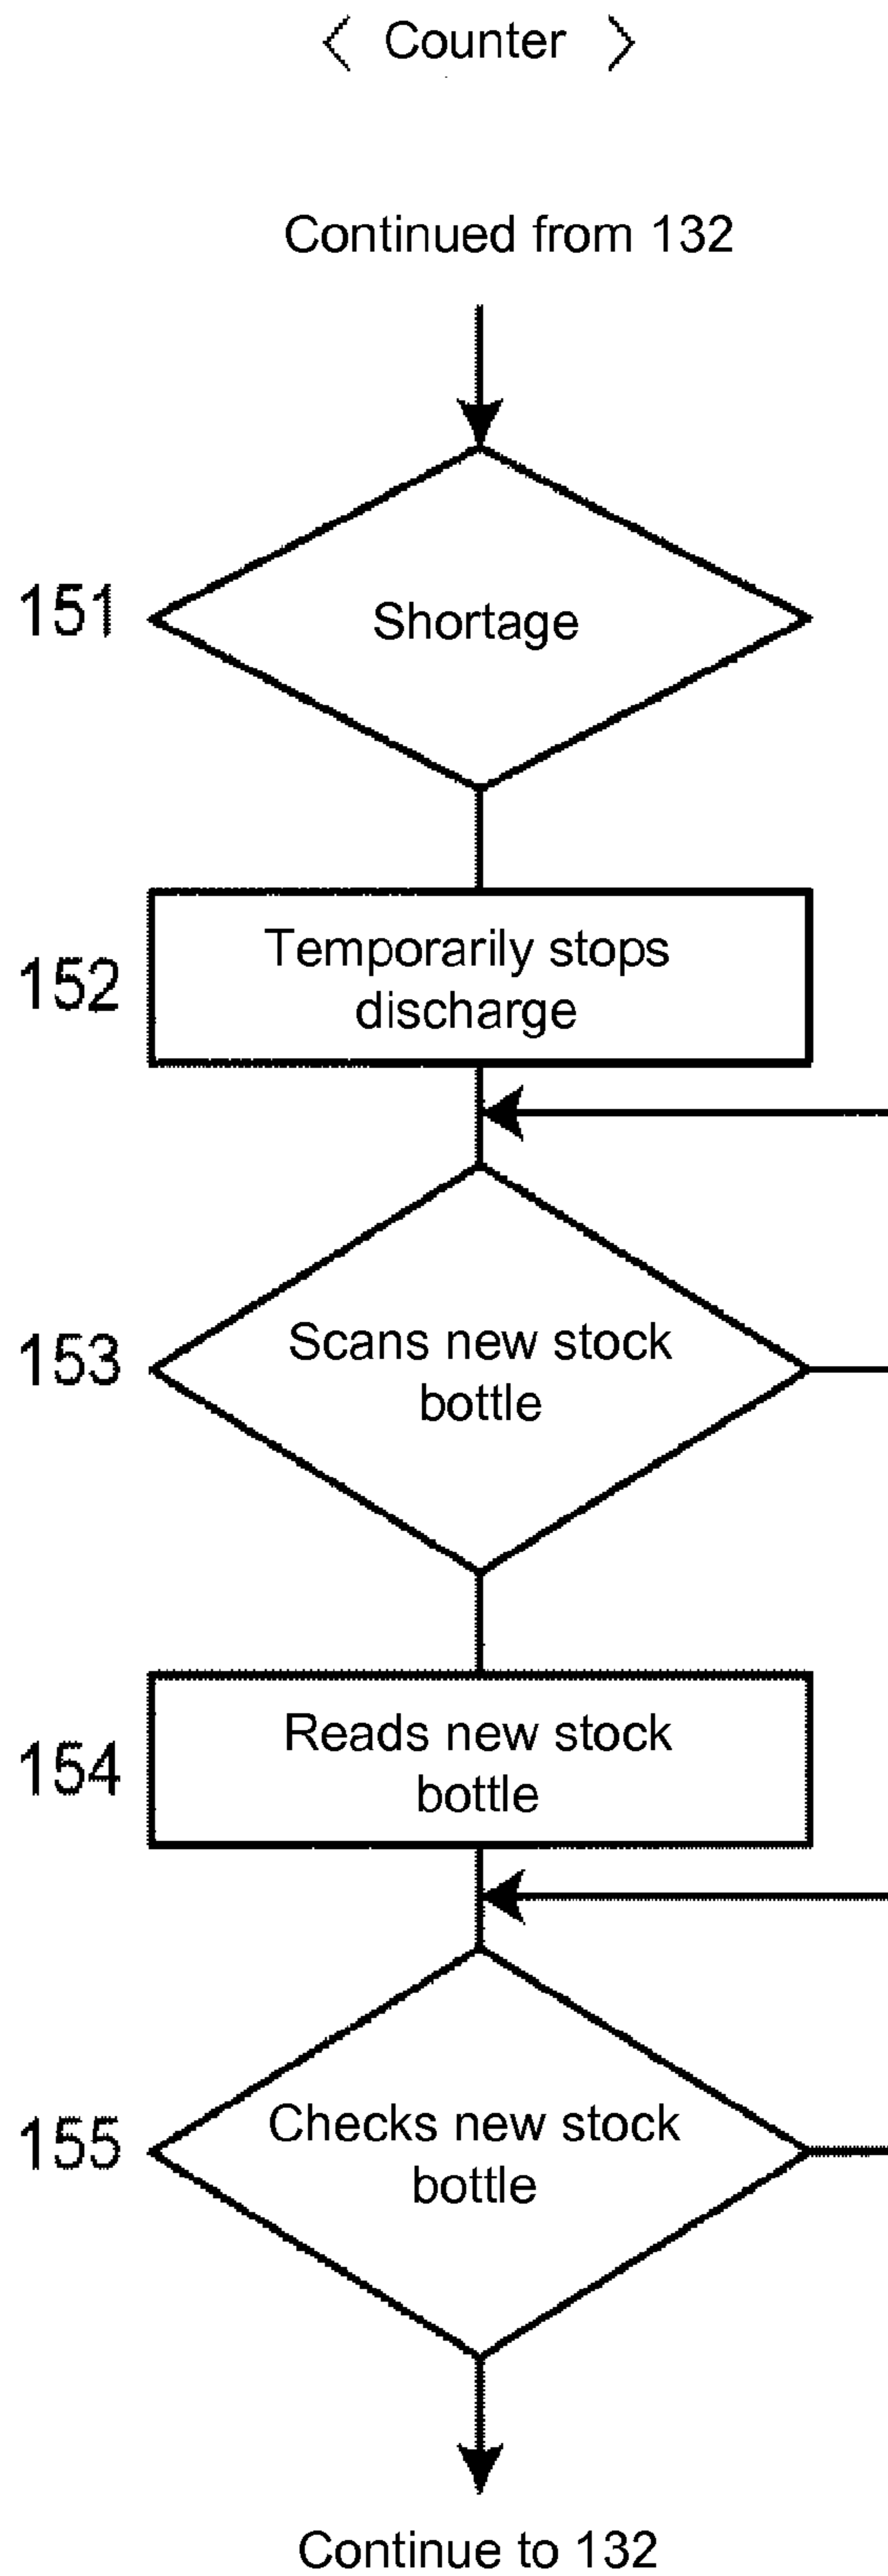 〈 Counter 〉
Continued from 132
151
Shortage
152
Temporarily stops
discharge
153
Scans new stock
bottle
154
Reads new stock
bottle
155
Checks new stock
bottle
Continue to 132